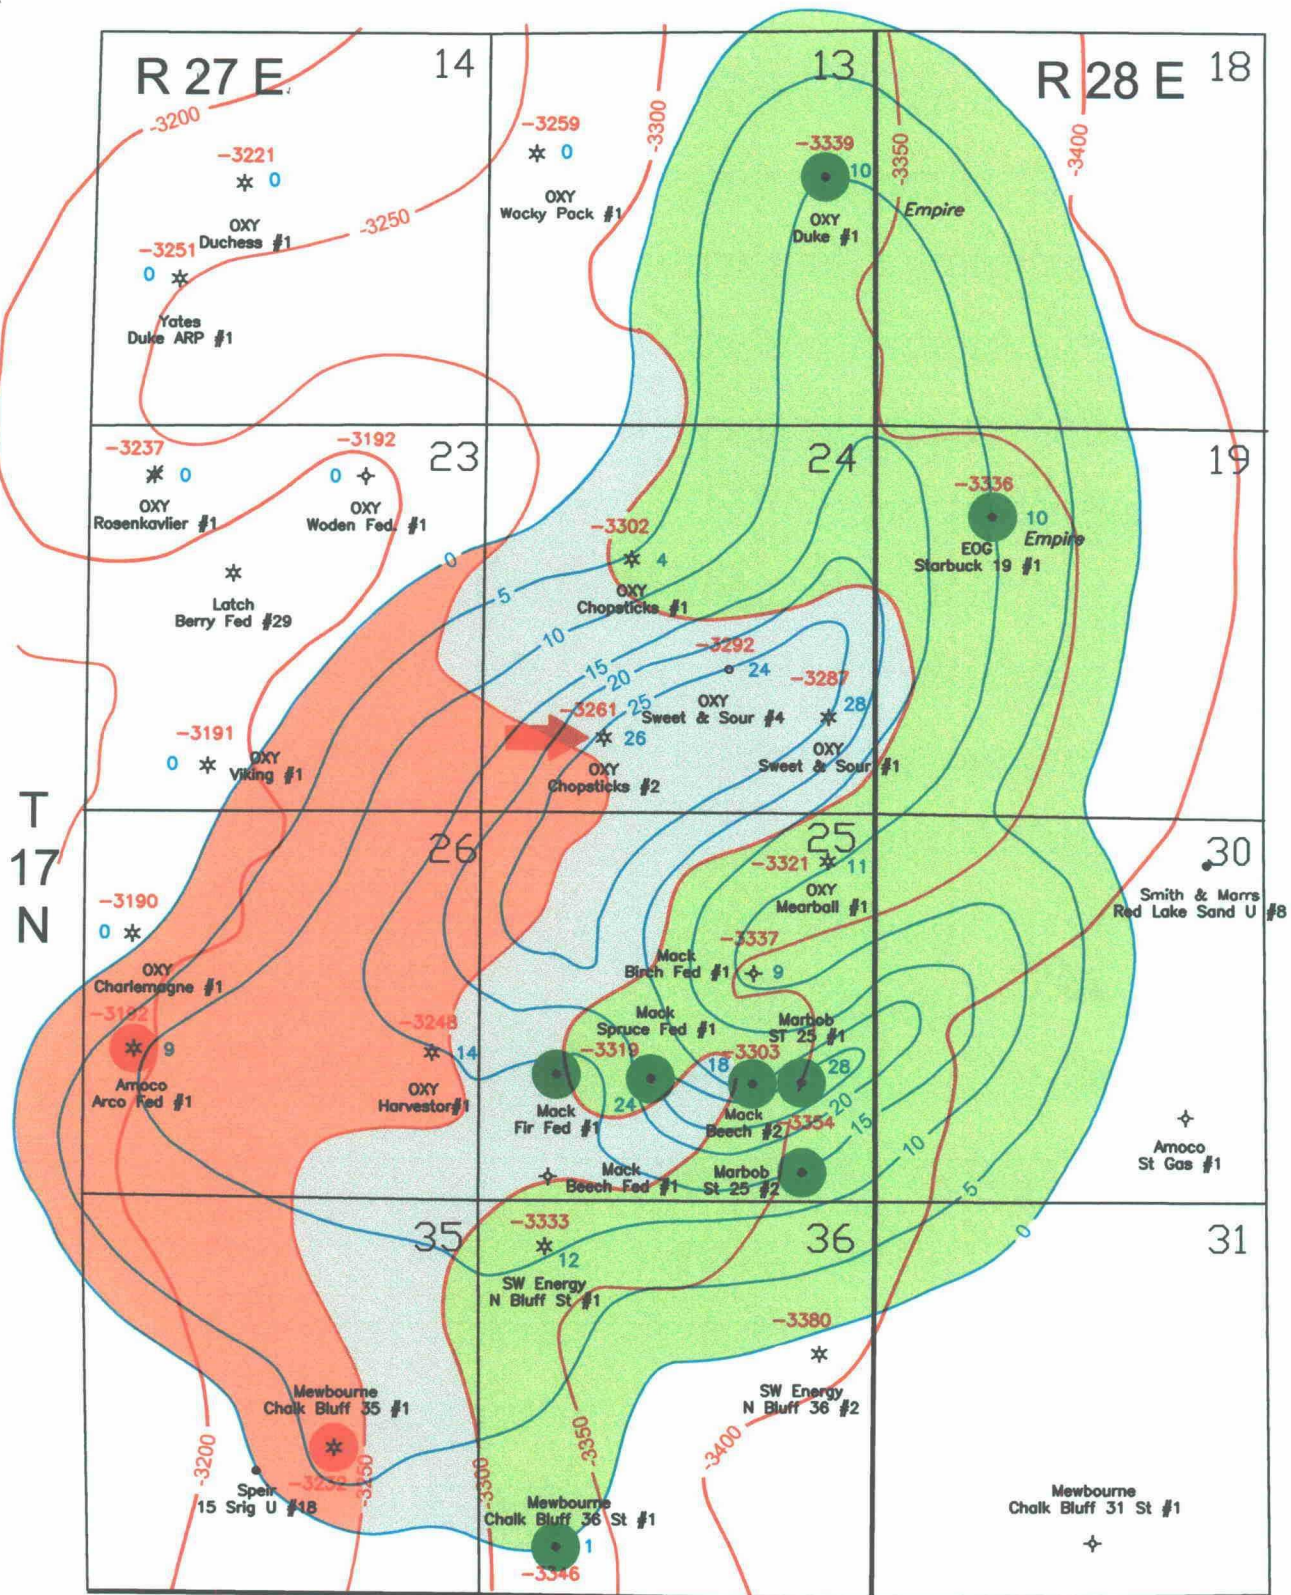 R 27 E
14
13
R 28 E
18
-3200
-3221
0
OXY
Duchess #1
-3250
-3251
0
Yates
Duke ARP #1
-3259
0
OXY
Wacky Pack #1
-3300
-3339
10
OXY
Duke #1
-3350
Empire
-3400
-3237
0
OXY
Rosenkavlier #1
-3192
0
OXY
Woden Fed. #1
23
24
19
Latch
Berry Fed #29
0
5
10
15
20
25
-3302
4
OXY
Chopsticks #1
-3336
10
Empire
EOG
Starbuck 19 #1
-3292
24
OXY
Sweet & Sour #4
-3287
28
OXY
Sweet & Sour #1
-3261
26
OXY
Chopsticks #2
-3191
0
OXY
Viking #1
T
17
N
26
25
30
-3321
11
OXY
Mearball #1
Smith & Marrs
Red Lake Sand U #8
-3190
0
OXY
Charlemagne #1
-3337
9
Mack
Birch Fed #1
-3192
9
Amoco
Arco Fed #1
-3248
14
OXY
Harvestor#1
Mack
Spruce Fed #1
-3319
24
Marbob
ST 25 #1
28
-3303
18
Mack
Fir Fed #1
Mack
Beech #2
-3354
20
15
10
5
0
Mack
Beech Fed #1
Marbob
St 25 #2
Amoco
St Gas #1
35
36
31
-3333
12
SW Energy
N Bluff St #1
-3380
SW Energy
N Bluff 36 #2
Mewbourne
Chalk Bluff 35 #1
-3232
Speir
15 Srig U #18
-3200
-3250
-3300
-3350
-3400
Mewbourne
Chalk Bluff 36 St #1
1
-3346
Mewbourne
Chalk Bluff 31 St #1